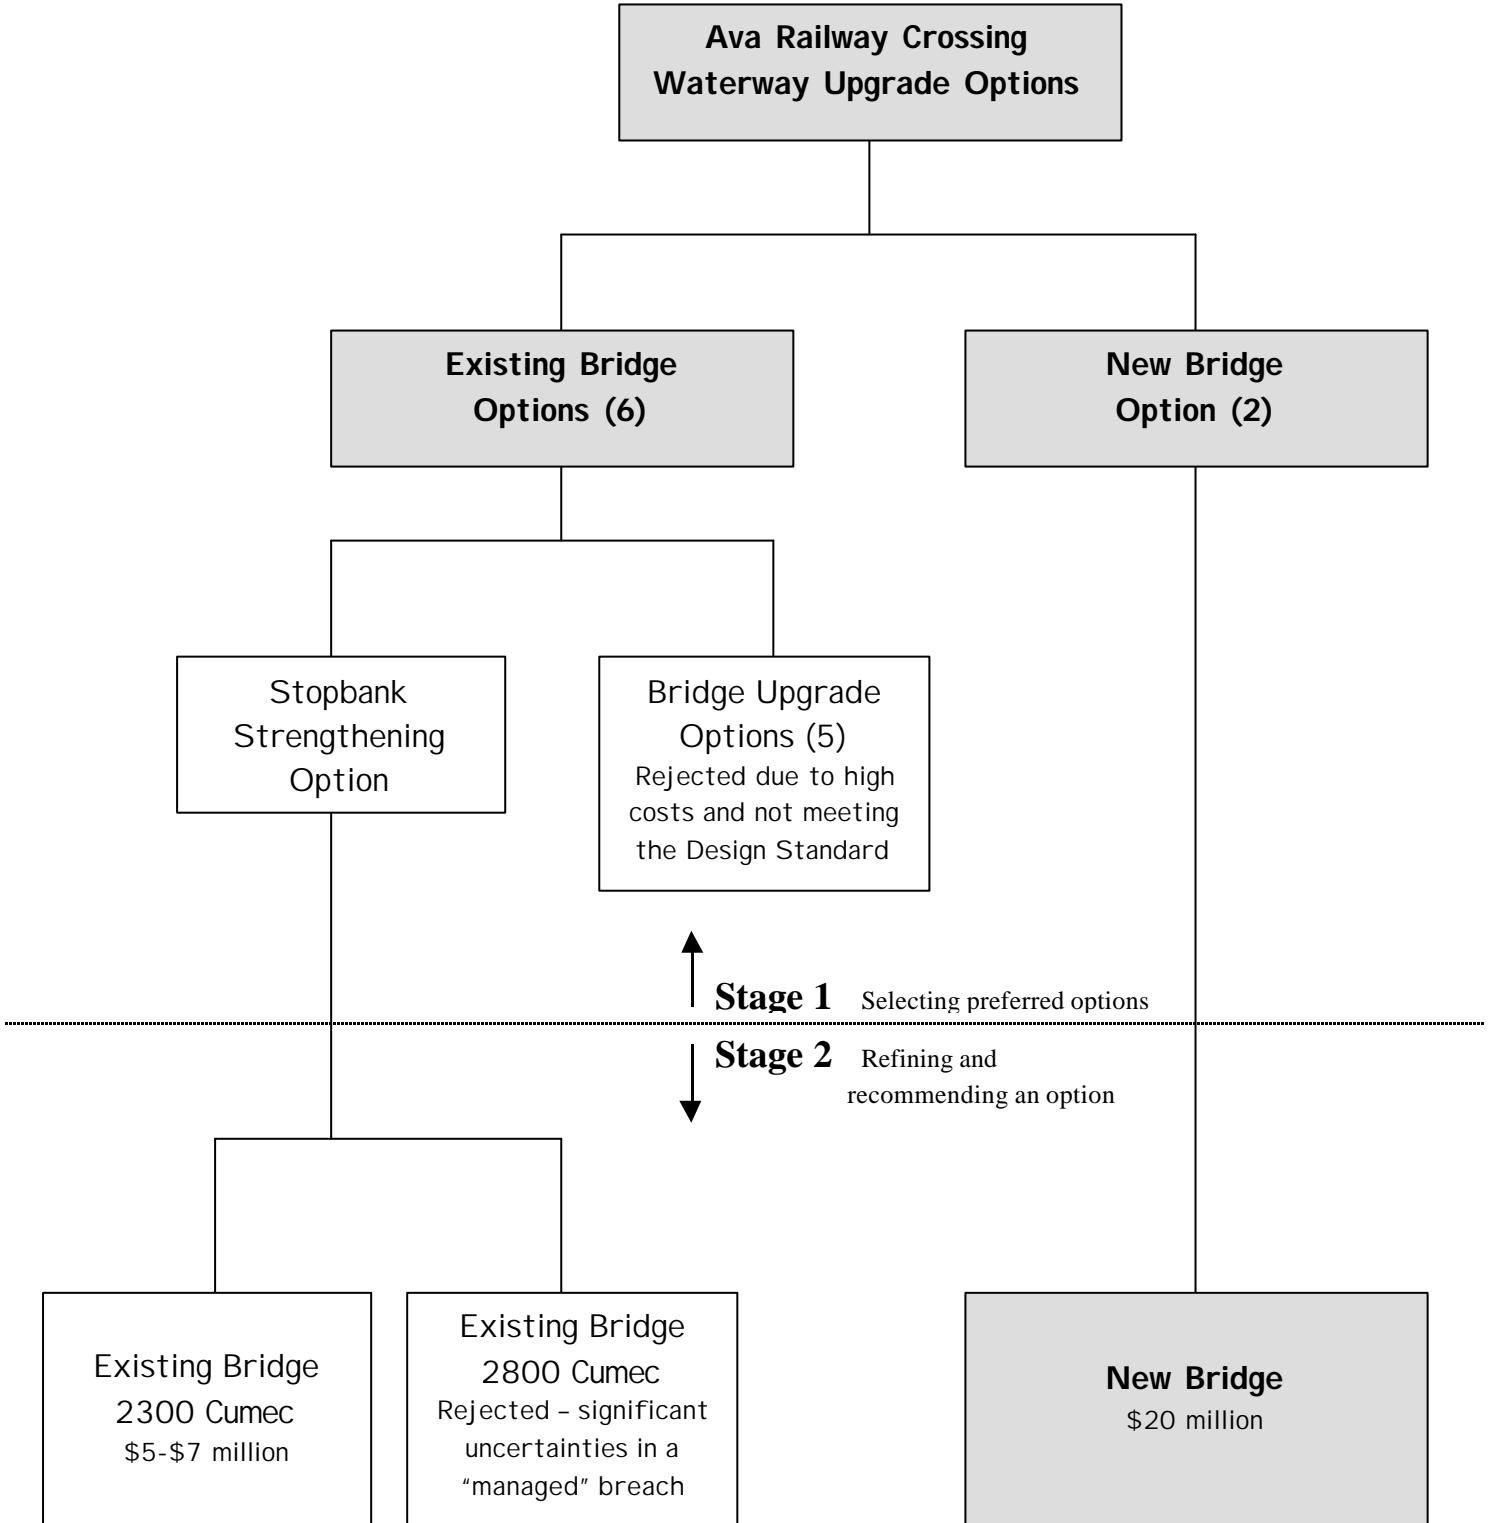 Ava Railway Crossing
Waterway Upgrade Options
Existing Bridge
Options (6)
New Bridge
Option (2)
Stopbank
Strengthening
Option
Bridge Upgrade
Options (5)
Rejected due to high
costs and not meeting
the Design Standard
Stage 1 Selecting preferred options
Stage 2 Refining and
recommending an option
Existing Bridge
2300 Cumec
$5-$7 million
Existing Bridge
2800 Cumec
Rejected – significant
uncertainties in a
“managed” breach
New Bridge
$20 million